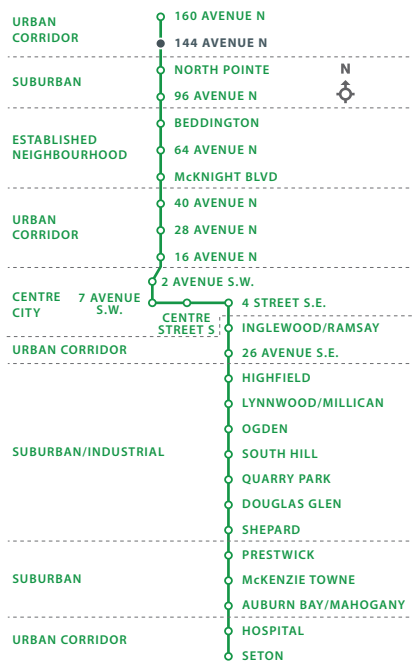 160 AVENUE N
URBAN
CORRIDOR
144 AVENUE N
NORTH POINTE
N
SUBURBAN
96 AVENUE N
BEDDINGTON
ESTABLISHED
NEIGHBOURHOOD
64 AVENUE N
McKNIGHT BLVD
40 AVENUE N
URBAN
CORRIDOR
28 AVENUE N
16 AVENUE N
2 AVENUE S.W.
CENTRE
CITY
7 AVENUE
S.W.
4 STREET S.E.
CENTRE
STREET S
INGLEWOOD/RAMSAY
URBAN CORRIDOR
26 AVENUE S.E.
HIGHFIELD
LYNNWOOD/MILLICAN
OGDEN
SUBURBAN/INDUSTRIAL
SOUTH HILL
QUARRY PARK
DOUGLAS GLEN
SHEPARD
PRESTWICK
SUBURBAN
McKENZIE TOWNE
AUBURN BAY/MAHOGANY
HOSPITAL
URBAN CORRIDOR
SETON